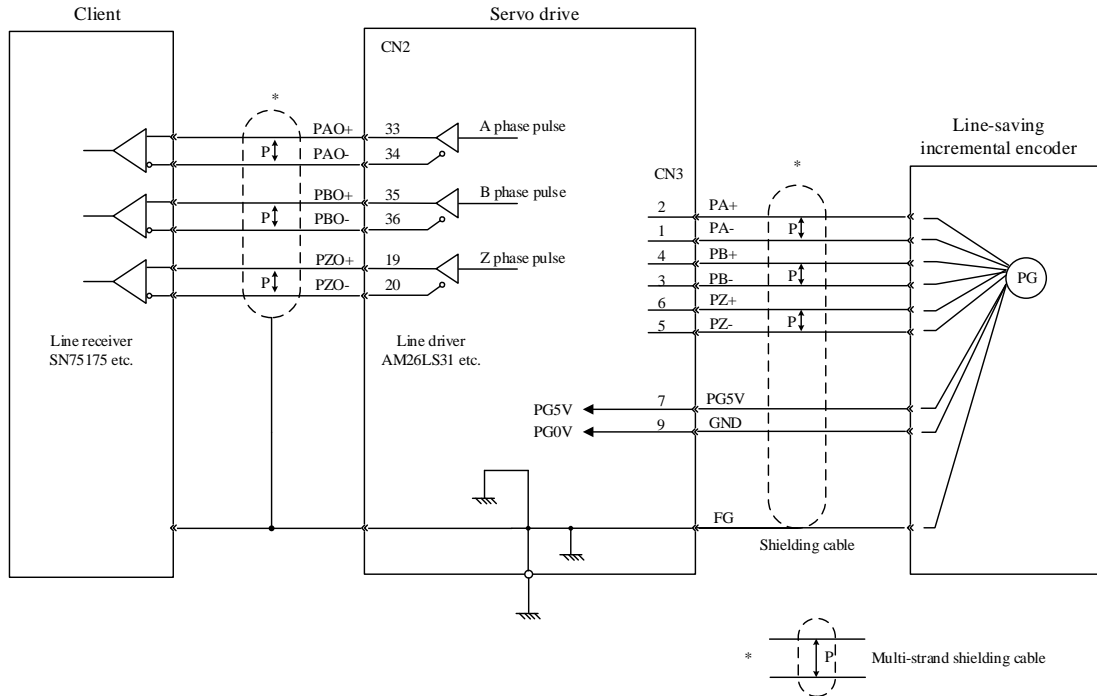 Client
Servo drive
CN2
*
PAO+
33
A phase pulse
P
PAO-
34
PBO+
35
B phase pulse
P
PBO-
36
PZO+
19
Z phase pulse
P
PZO-
20
Line receiver
SN75175 etc.
Line driver
AM26LS31 etc.
Line-saving
incremental encoder
CN3
*
2
PA+
P
1
PA-
4
PB+
P
3
PB-
6
PZ+
P
5
PZ-
PG
PG5V
7
PG5V
PG0V
9
GND
FG
Shielding cable
*
P
Multi-strand shielding cable